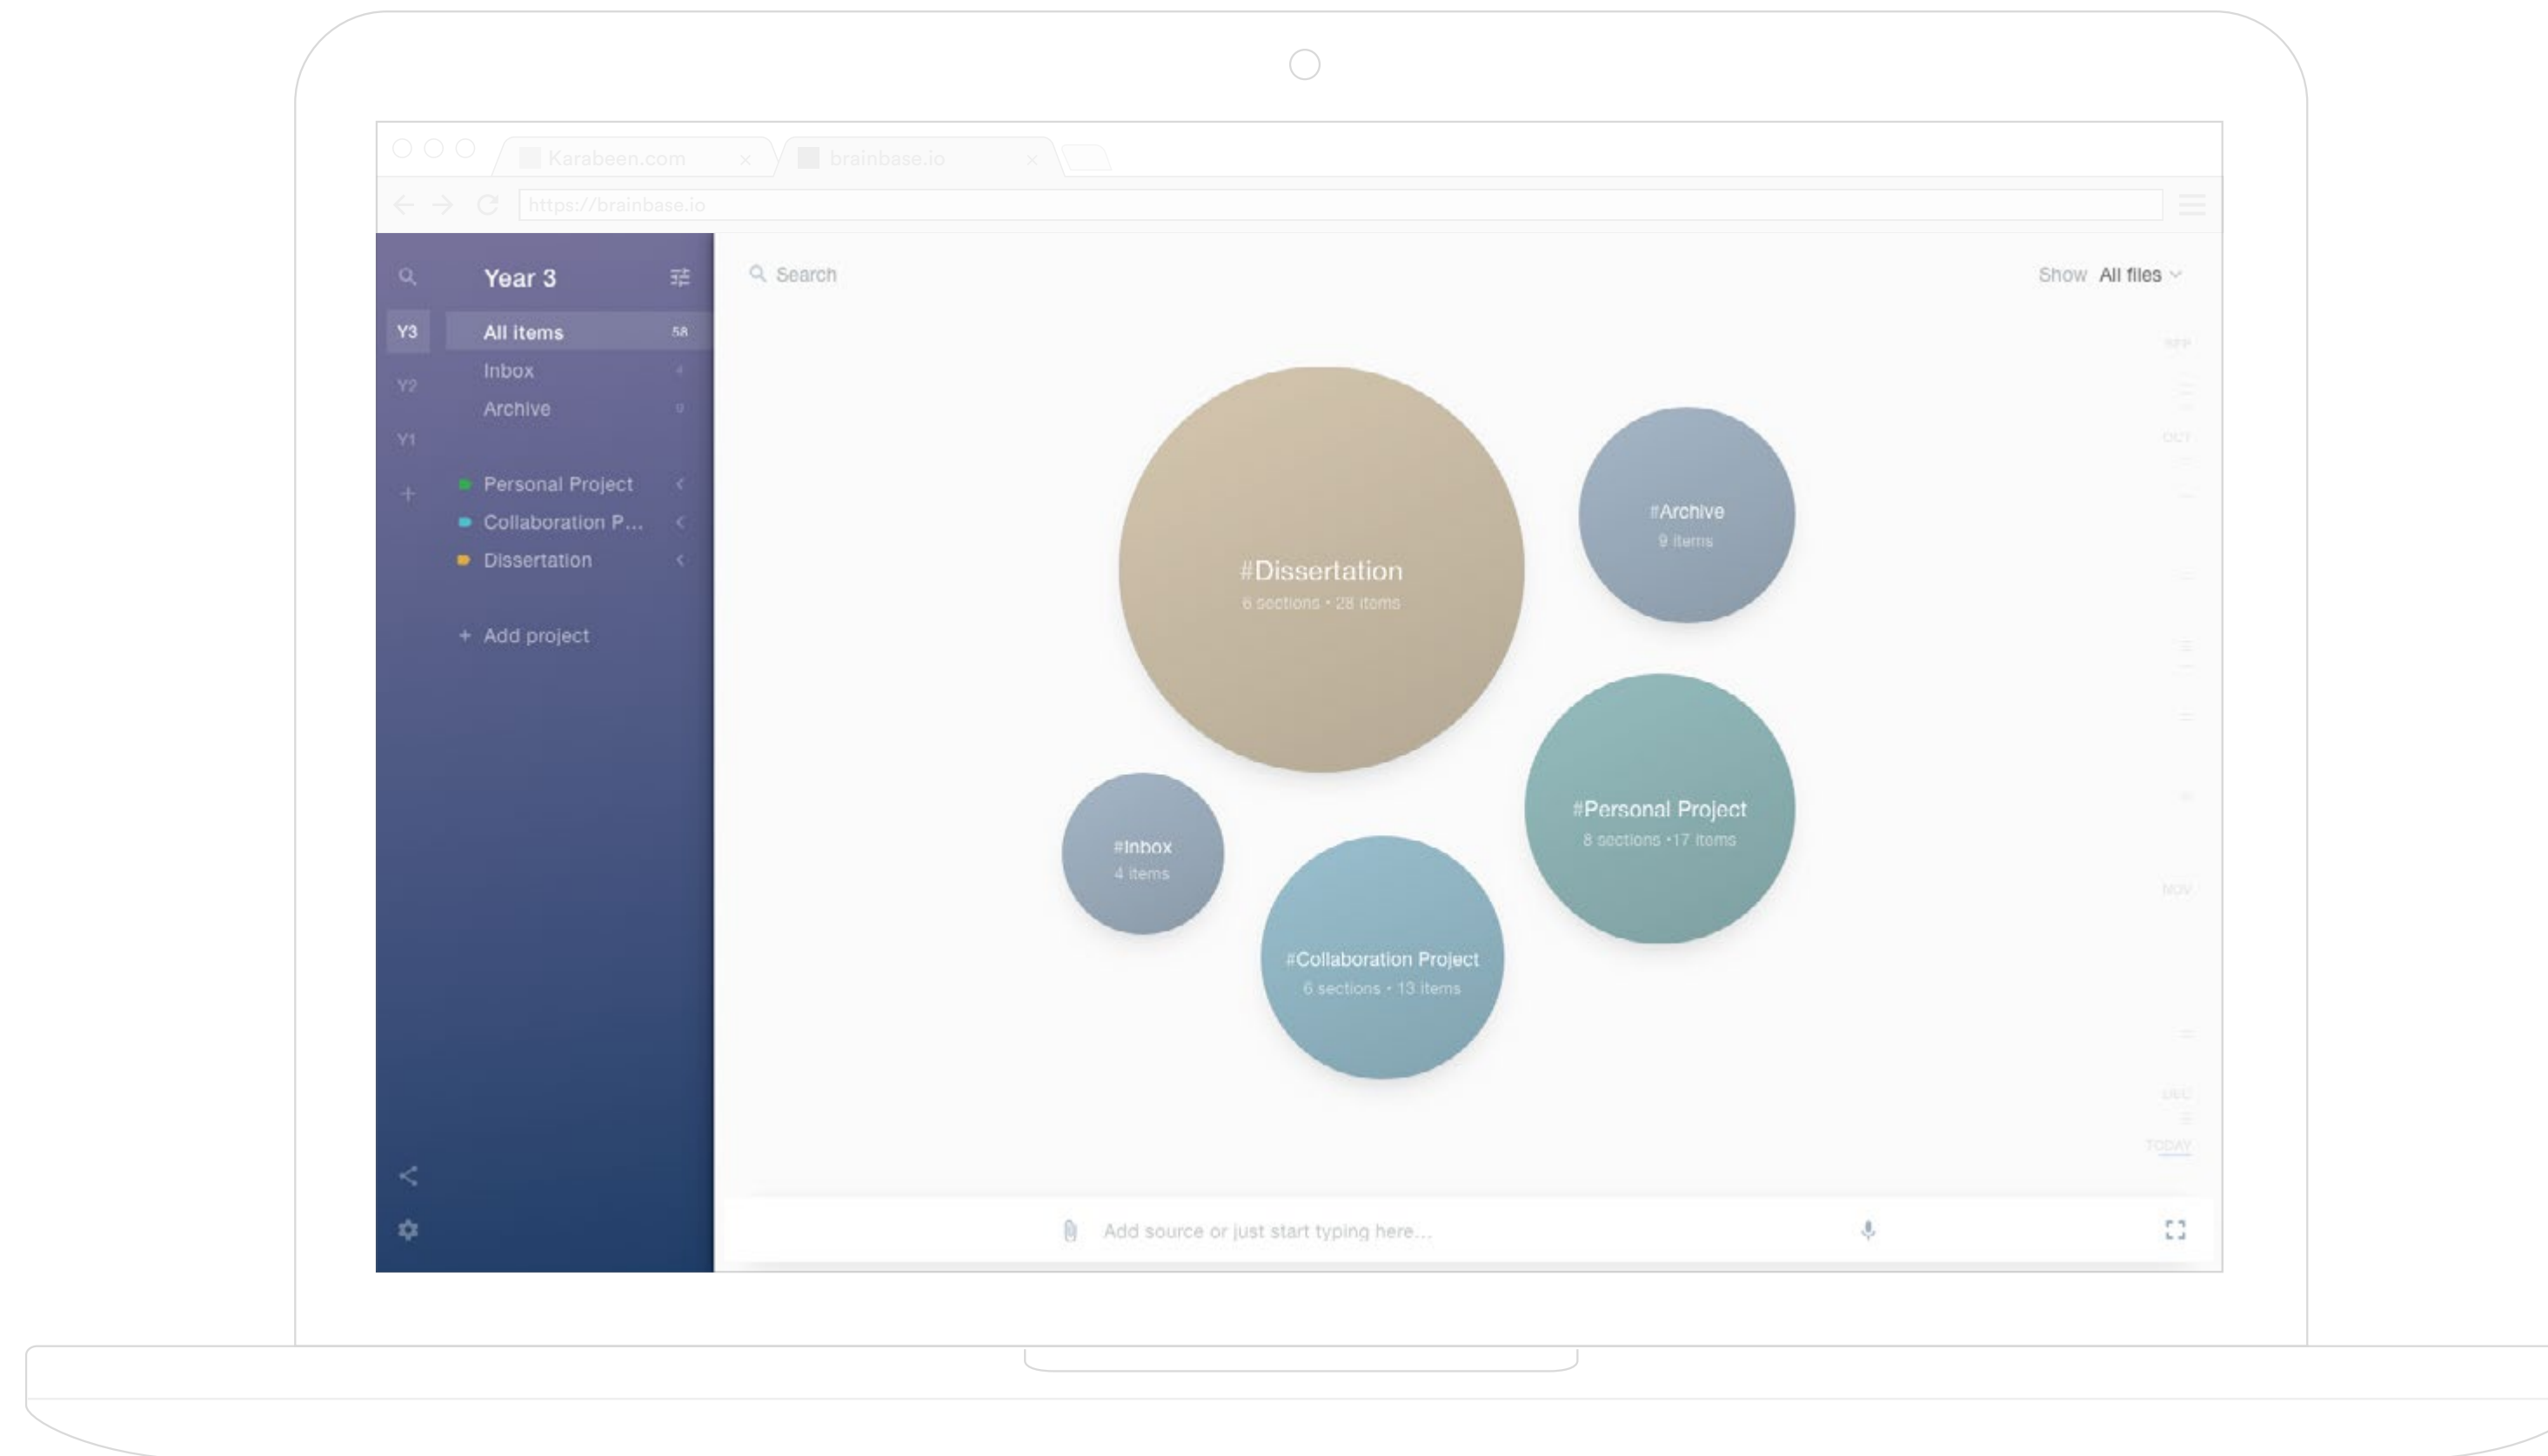 Karabeen.com ×
brainbase.io ×
https://brainbase.io
Year 3
Y3
All items 58
Inbox 4
Y2
Archive
Y1
Personal Project
Collaboration P...
Dissertation
+ Add project
Search
Show All files
#Dissertation
6 sections • 28 items
#Archive
9 items
#Personal Project
8 sections •17 items
#Inbox
4 items
#Collaboration Project
6 sections • 13 items
SEP
OCT
NOV
DEC
TODAY
Add source or just start typing here...